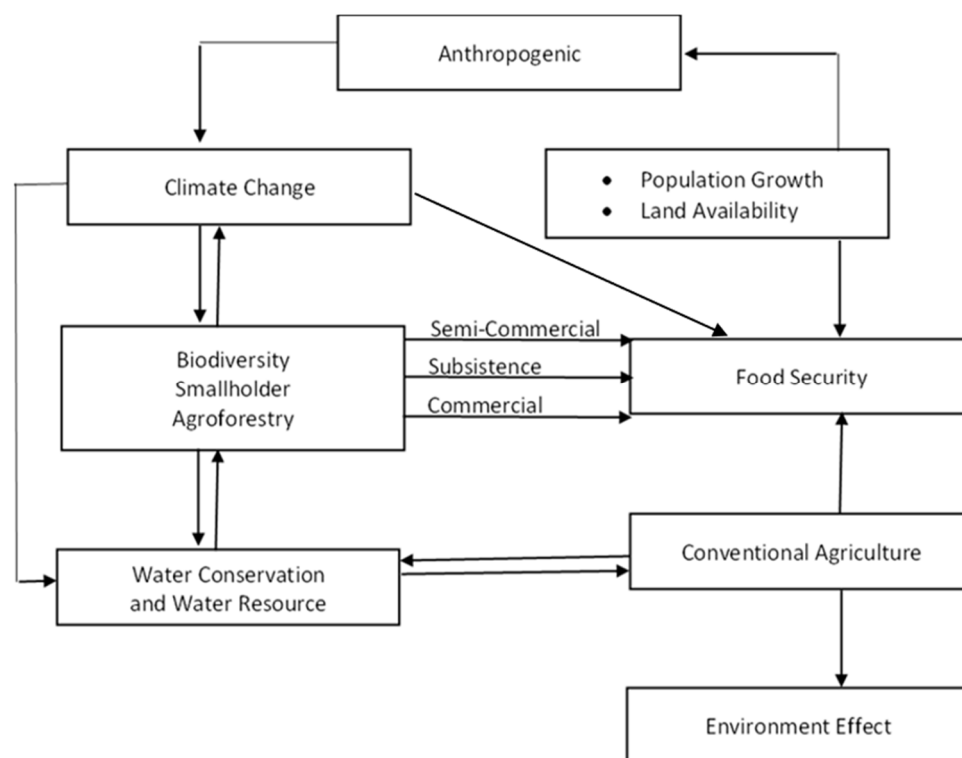 Anthropogenic
Climate Change
• Population Growth
• Land Availability
Biodiversity
Smallholder
Agroforestry
Semi-Commercial
Subsistence
Commercial
Food Security
Water Conservation
and Water Resource
Conventional Agriculture
Environment Effect